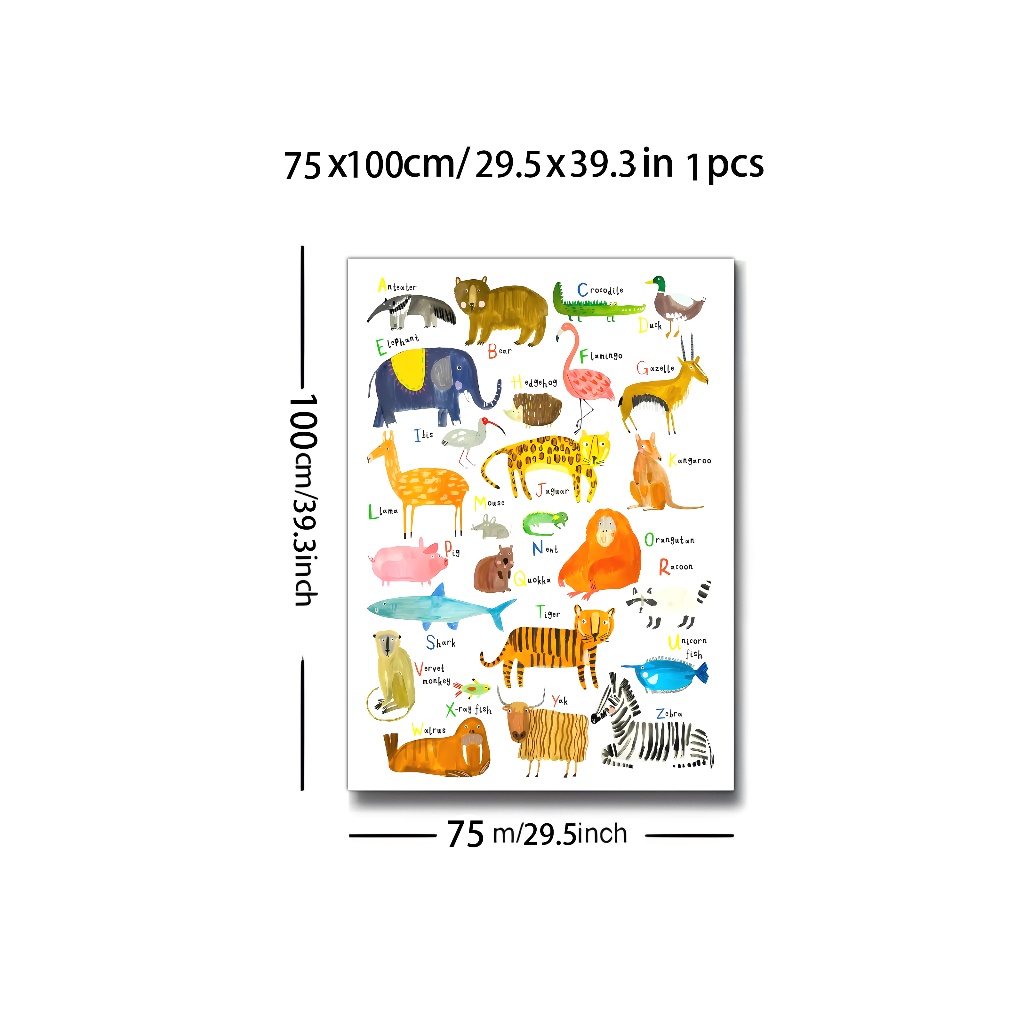 75x100cm/ 29.5x39.3in 1pcs
100cm/39.3inch
Anteater
Bear
Crocodile
Duck
Elephant
Flamingo
Gazelle
Hedgehog
Ibis
Jaguar
Kangaroo
Llama
Mouse
Newt
Orangutan
Pig
Quokka
Racoon
Shark
Tiger
Unicorn
fish
Vervet
monkey
X-ray fish
Yak
Walrus
Zebra
75 m/29.5inch